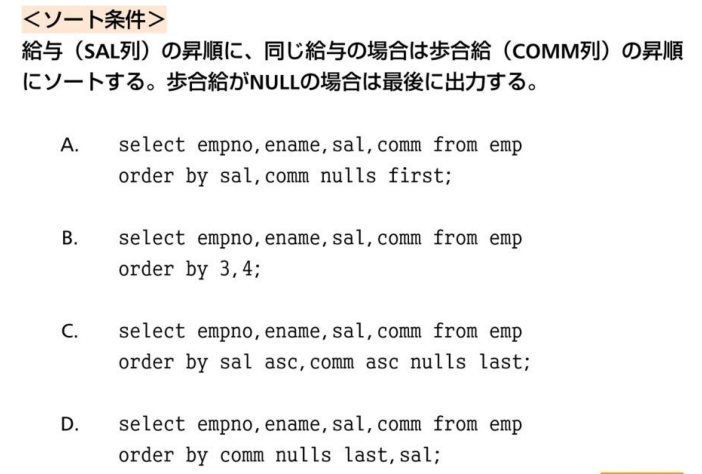 ＜ソート条件＞
給与（SAL列）の昇順に、同じ給与の場合は歩合給（COMM列）の昇順
にソートする。歩合給がNULLの場合は最後に出力する。
A. select empno,ename,sal,comm from emp
order by sal,comm nulls first;
B. select empno,ename,sal,comm from emp
order by 3,4;
C. select empno,ename,sal,comm from emp
order by sal asc,comm asc nulls last;
D. select empno,ename,sal,comm from emp
order by comm nulls last,sal;